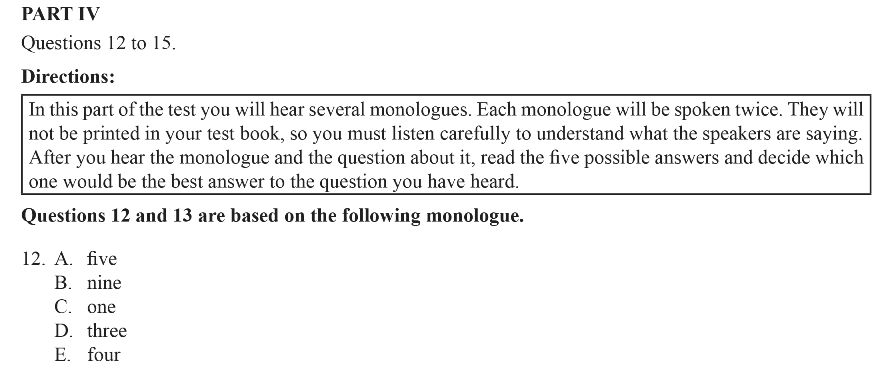 PART IV
Questions 12 to 15.
Directions:
In this part of the test you will hear several monologues. Each monologue will be spoken twice. They will
not be printed in your test book, so you must listen carefully to understand what the speakers are saying.
After you hear the monologue and the question about it, read the five possible answers and decide which
one would be the best answer to the question you have heard.
Questions 12 and 13 are based on the following monologue.
12. A. five
B. nine
C. one
D. three
E. four